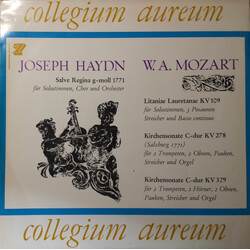 collegium aureum
JOSEPH HAYDN
Salve Regina g-moll 1771
für Solostimmen, Chor und Orchester
W. A. MOZART
Litaniae Lauretanae KV 109
für Solostimmen, 3 Posaunen
Streicher und Basso continuo
Kirchensonate C-dur KV 278
(Salzburg 1775)
für 2 Trompeten, 2 Oboen, Pauken,
Streicher und Orgel
Kirchensonate C-dur KV 329
für 2 Trompeten, 2 Hörner, 2 Oboen,
Pauken, Streicher und Orgel
collegium aureum